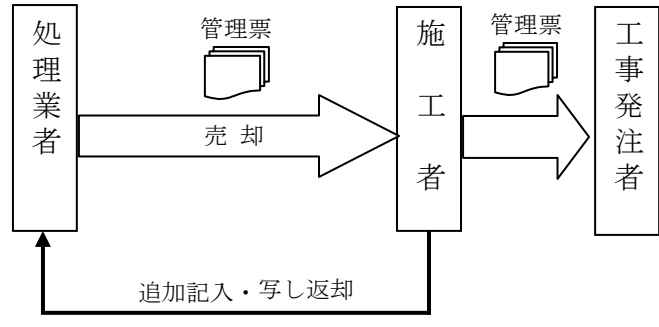 処理業者
管理票
売却
施工者
管理票
工事発注者
追加記入・写し返却